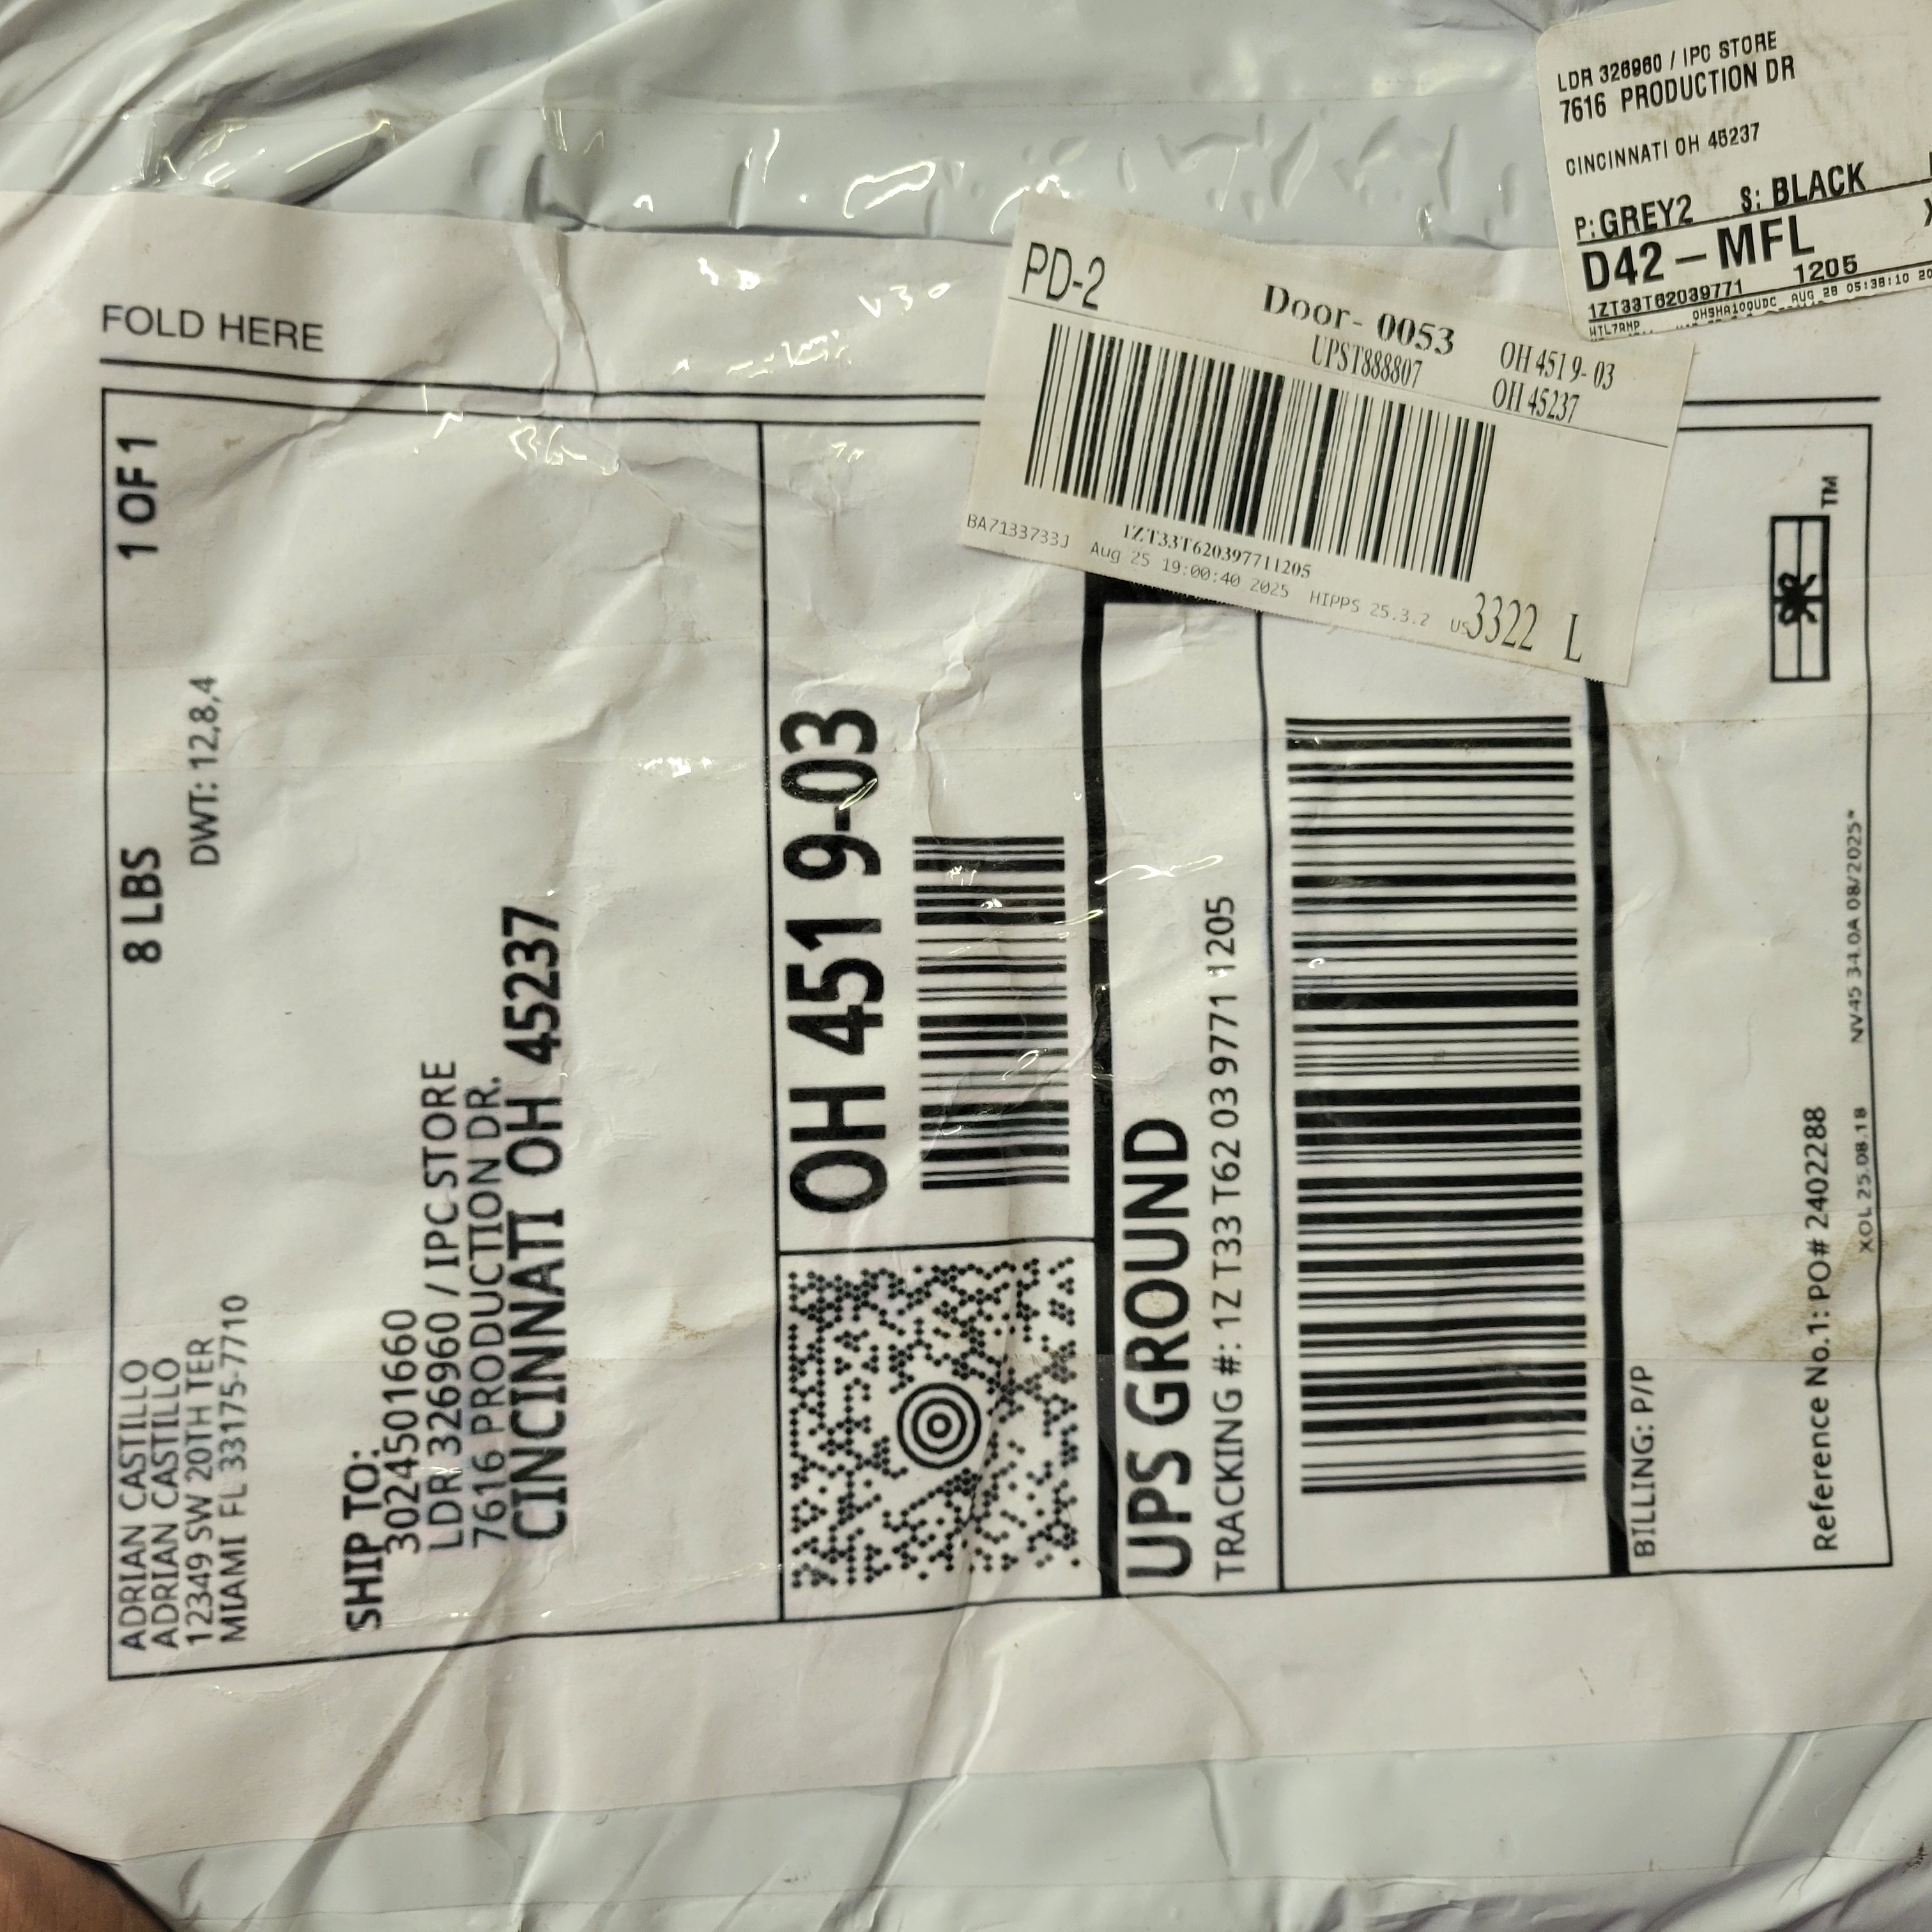 LDR 326960 / IPC STORE
7616 PRODUCTION DR
CINCINNATI OH 45237
P: GREY2 S: BLACK
D42-MFL
1205
1ZT33T62039771
PD-2
Door- 0053
UPST888807
OH 451 9-03
OH 45237
1ZT33T620397711205
BA7133733J Aug 25 19:00:40 2025 HIPPS 25.3.2 US
3322 L
FOLD HERE
ADRIAN CASTILLO
ADRIAN CASTILLO
12349 SW 20TH TER
MIAMI FL 33175-7710
8 LBS
1 OF 1
DWT: 12,8,4
SHIP TO:
3024501660
LDR 326960 / IPC STORE
7616 PRODUCTION DR.
CINCINNATI OH 45237
OH 451 9-03
UPS GROUND
TRACKING #: 1Z T33 T62 03 9771 1205
BILLING: P/P
Reference No.1: PO# 2402288
XOL 25.08.18 NV45 34.0A 08/2025*
TM